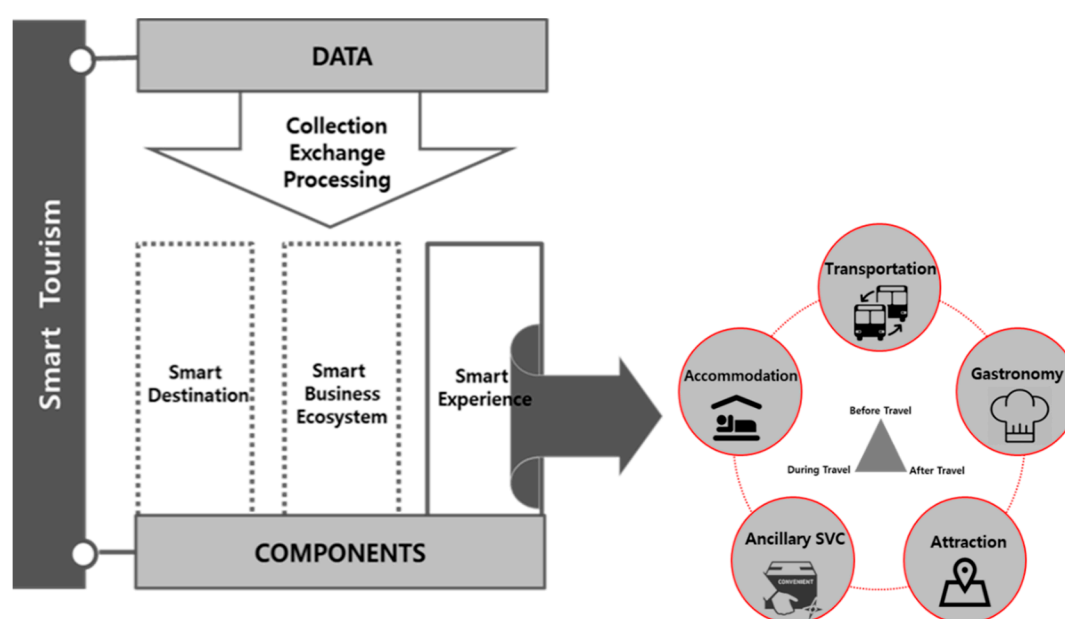 Smart Tourism
DATA
Collection
Exchange
Processing
Smart
Destination
Smart
Business
Ecosystem
Smart
Experience
COMPONENTS
Transportation
Accommodation
Gastronomy
Before Travel
During Travel
After Travel
Ancillary SVC
CONVENIENT
Attraction